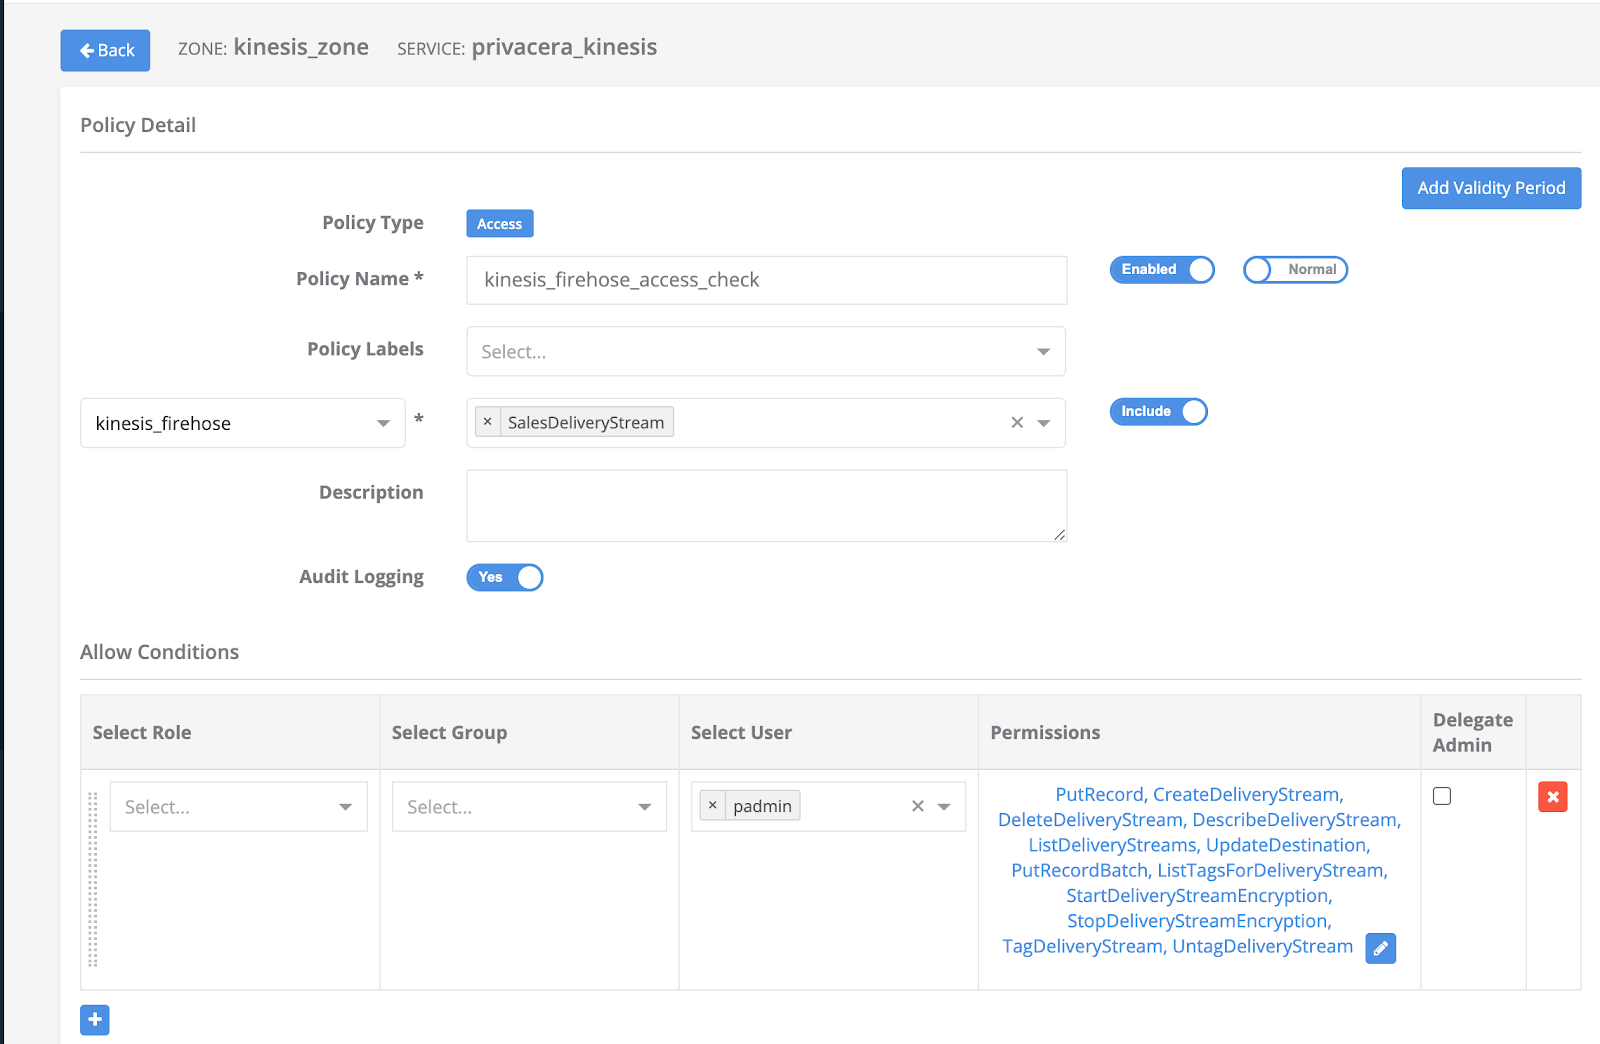 Back ZONE: kinesis_zone SERVICE: privacera_kinesis
Policy Detail
Add Validity Period
Policy Type Access
Policy Name * kinesis_firehose_access_check Enabled Normal
Policy Labels Select...
kinesis_firehose * × SalesDeliveryStream × Include
Description
Audit Logging Yes
Allow Conditions
Select Role Select Group Select User Permissions Delegate
Admin
Select... Select... × padmin × PutRecord, CreateDeliveryStream,
DeleteDeliveryStream, DescribeDeliveryStream,
ListDeliveryStreams, UpdateDestination,
PutRecordBatch, ListTagsForDeliveryStream,
StartDeliveryStreamEncryption,
StopDeliveryStreamEncryption,
TagDeliveryStream, UntagDeliveryStream